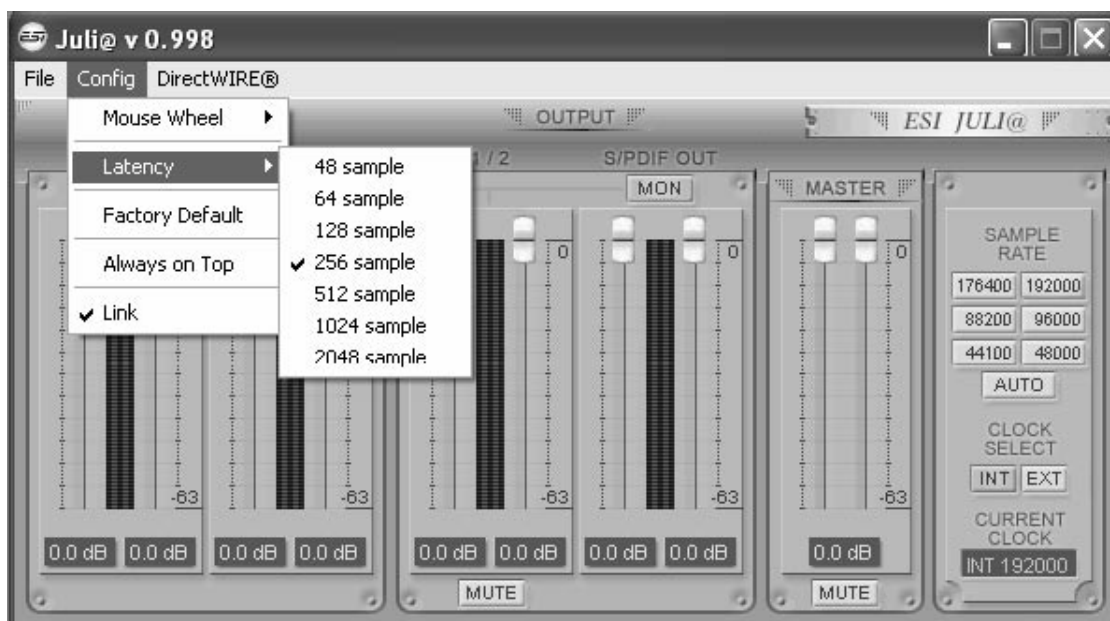 ESI Juli@ v 0.998
File Config DirectWIRE®
Mouse Wheel
Latency
Factory Default
Always on Top
Link
48 sample
64 sample
128 sample
256 sample
512 sample
1024 sample
2048 sample
OUTPUT
1 / 2
S/PDIF OUT
MON
0
0
-63
-63
-63
-63
0.0 dB 0.0 dB 0.0 dB 0.0 dB
0.0 dB 0.0 dB 0.0 dB 0.0 dB
MUTE
MASTER
0
-63
0.0 dB
MUTE
ESI JULI@
SAMPLE
RATE
176400 192000
88200 96000
44100 48000
AUTO
CLOCK
SELECT
INT EXT
CURRENT
CLOCK
INT 192000